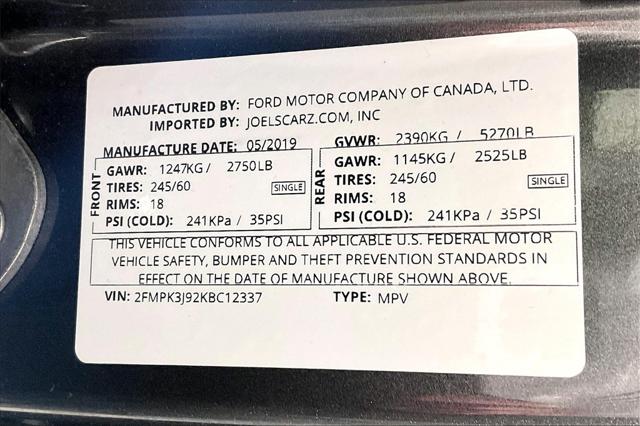 MANUFACTURED BY: FORD MOTOR COMPANY OF CANADA, LTD.
IMPORTED BY: JOELSCARZ.COM, INC
MANUFACTURE DATE: 05/2019 GVWR: 2390KG / 5270LB
FRONT
GAWR: 1247KG / 2750LB
TIRES: 245/60 SINGLE
RIMS: 18
PSI (COLD): 241KPa / 35PSI
REAR
GAWR: 1145KG / 2525LB
TIRES: 245/60 SINGLE
RIMS: 18
PSI (COLD): 241KPa / 35PSI
THIS VEHICLE CONFORMS TO ALL APPLICABLE U.S. FEDERAL MOTOR
VEHICLE SAFETY, BUMPER AND THEFT PREVENTION STANDARDS IN
EFFECT ON THE DATE OF MANUFACTURE SHOWN ABOVE.
VIN: 2FMPK3J92KBC12337 TYPE: MPV